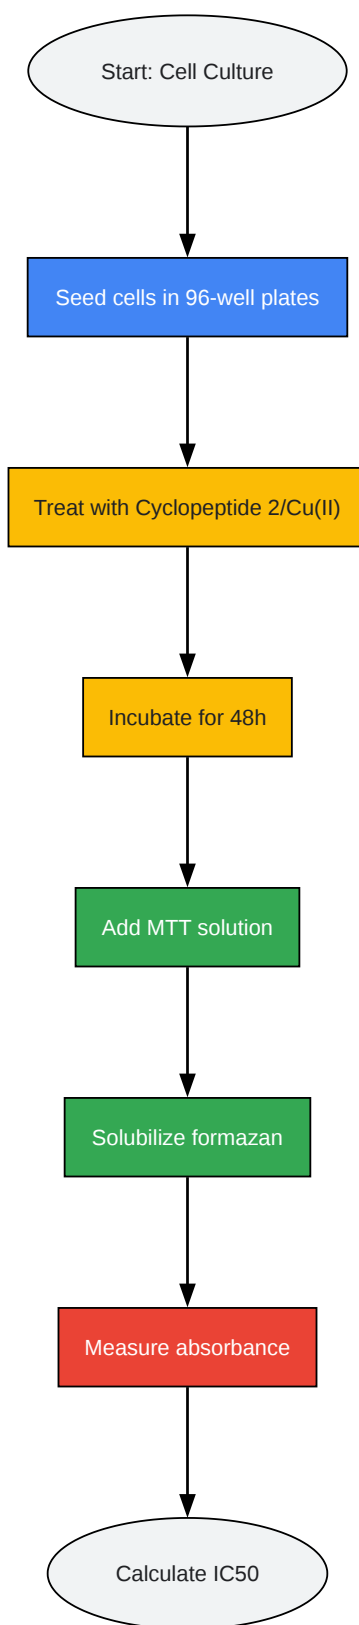 Start: Cell Culture
Seed cells in 96-well plates
Treat with Cyclopeptide 2/Cu(II)
Incubate for 48h
Add MTT solution
Solubilize formazan
Measure absorbance
Calculate IC50